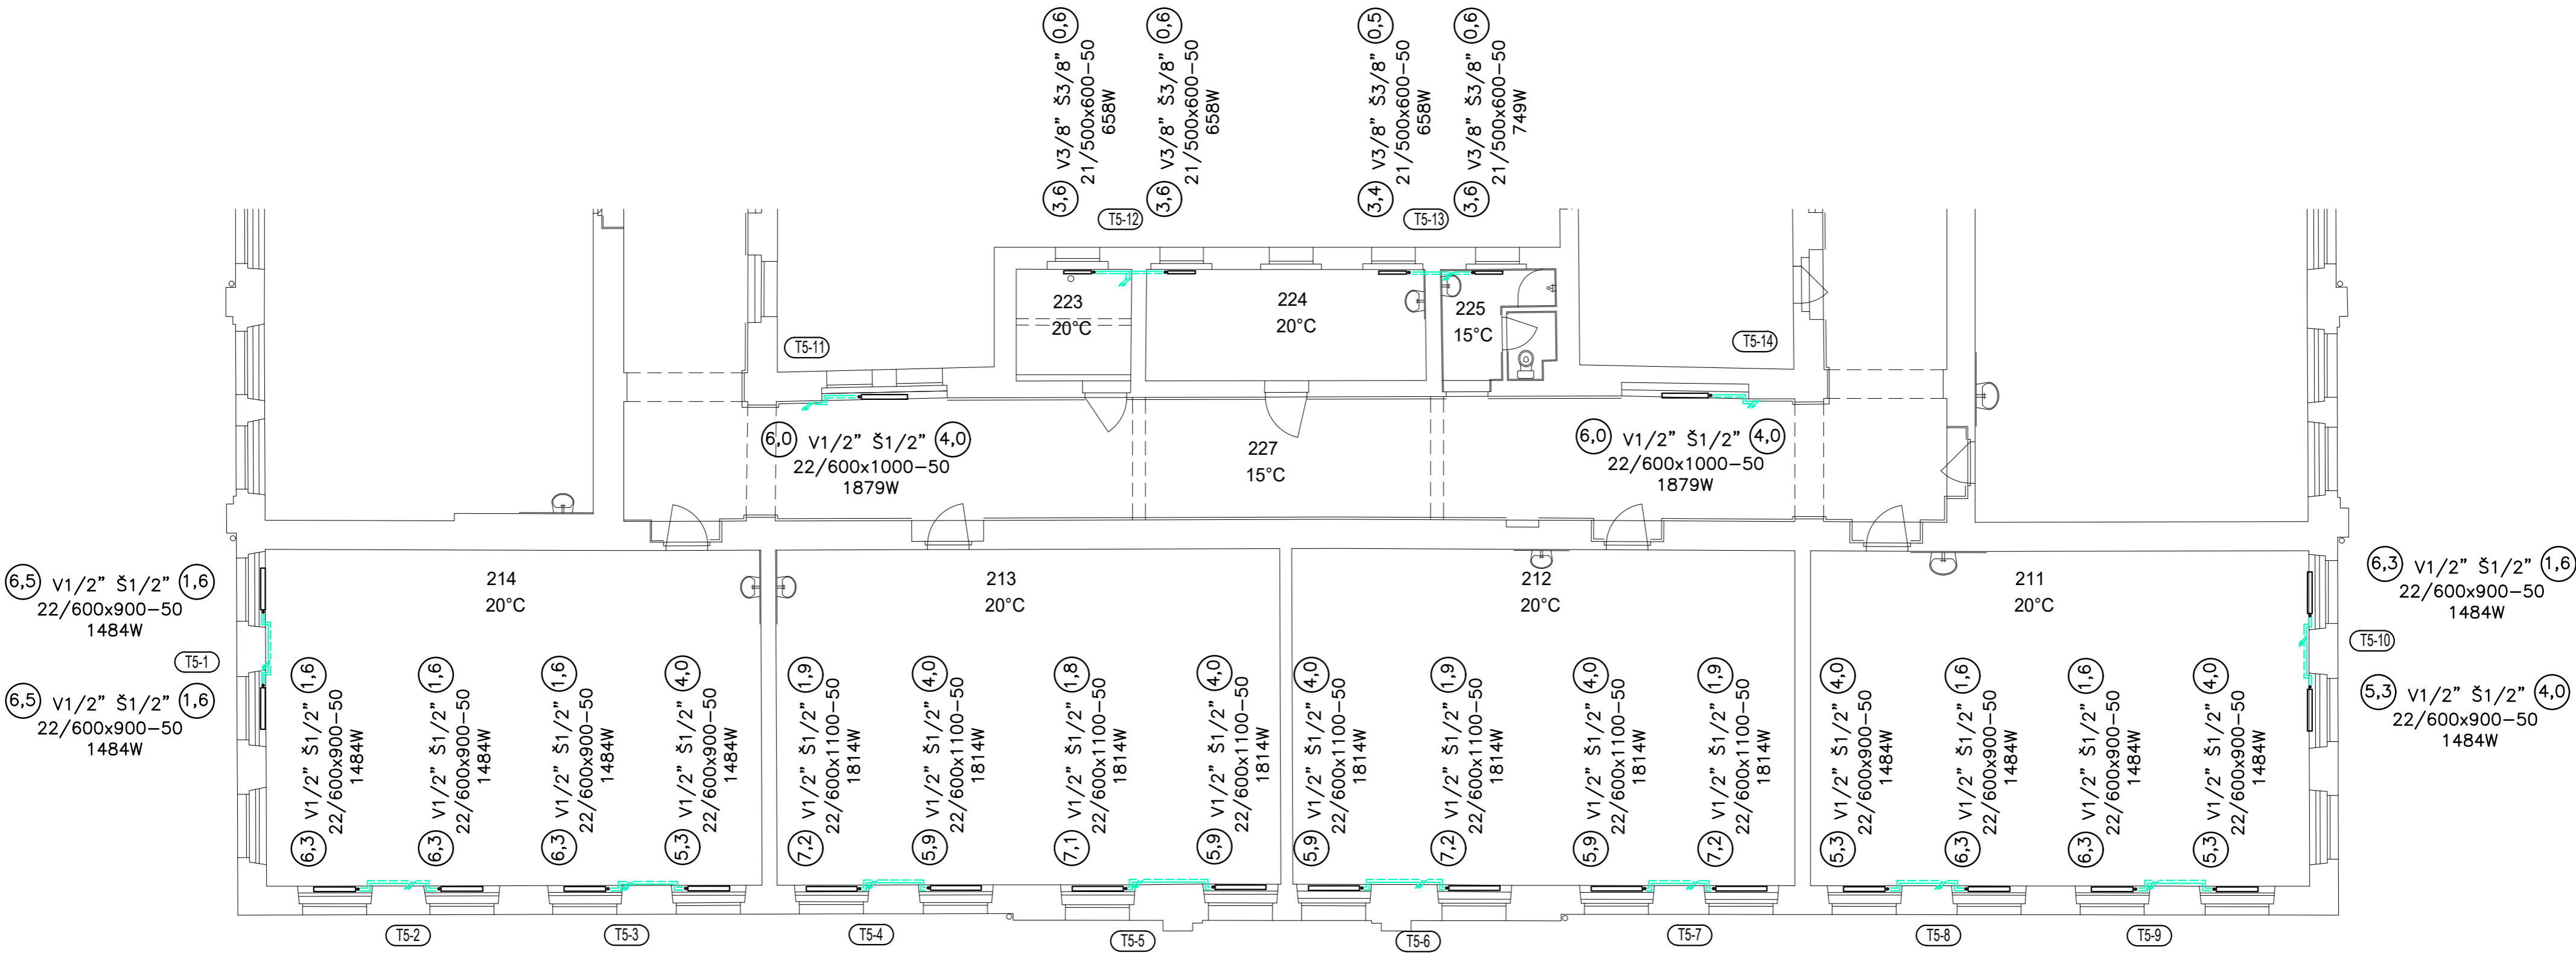 3,6 V3/8” Š3/8” 0,6
21/500x600-50
658W
3,6 V3/8” Š3/8” 0,6
21/500x600-50
658W
3,4 V3/8” Š3/8” 0,5
21/500x600-50
658W
3,6 V3/8” Š3/8” 0,6
21/500x600-50
749W
T5-12
T5-13
223
20°C
224
20°C
225
15°C
T5-11
T5-14
6,0 V1/2” Š1/2” 4,0
22/600x1000-50
1879W
227
15°C
6,0 V1/2” Š1/2” 4,0
22/600x1000-50
1879W
6,5 V1/2” Š1/2” 1,6
22/600x900-50
1484W
T5-1
6,5 V1/2” Š1/2” 1,6
22/600x900-50
1484W
214
20°C
213
20°C
212
20°C
211
20°C
6,3 V1/2” Š1/2” 1,6
22/600x900-50
1484W
T5-10
5,3 V1/2” Š1/2” 4,0
22/600x900-50
1484W
6,3 V1/2” Š1/2” 1,6
22/600x900-50
1484W
6,3 V1/2” Š1/2” 1,6
22/600x900-50
1484W
6,3 V1/2” Š1/2” 1,6
22/600x900-50
1484W
5,3 V1/2” Š1/2” 4,0
22/600x900-50
1484W
7,2 V1/2” Š1/2” 1,9
22/600x1100-50
1814W
5,9 V1/2” Š1/2” 4,0
22/600x1100-50
1814W
7,1 V1/2” Š1/2” 1,8
22/600x1100-50
1814W
5,9 V1/2” Š1/2” 4,0
22/600x1100-50
1814W
5,9 V1/2” Š1/2” 4,0
22/600x1100-50
1814W
7,2 V1/2” Š1/2” 1,9
22/600x1100-50
1814W
5,9 V1/2” Š1/2” 4,0
22/600x1100-50
1814W
7,2 V1/2” Š1/2” 1,9
22/600x1100-50
1814W
5,3 V1/2” Š1/2” 4,0
22/600x900-50
1484W
6,3 V1/2” Š1/2” 1,6
22/600x900-50
1484W
6,3 V1/2” Š1/2” 1,6
22/600x900-50
1484W
5,3 V1/2” Š1/2” 4,0
22/600x900-50
1484W
T5-2
T5-3
T5-4
T5-5
T5-6
T5-7
T5-8
T5-9